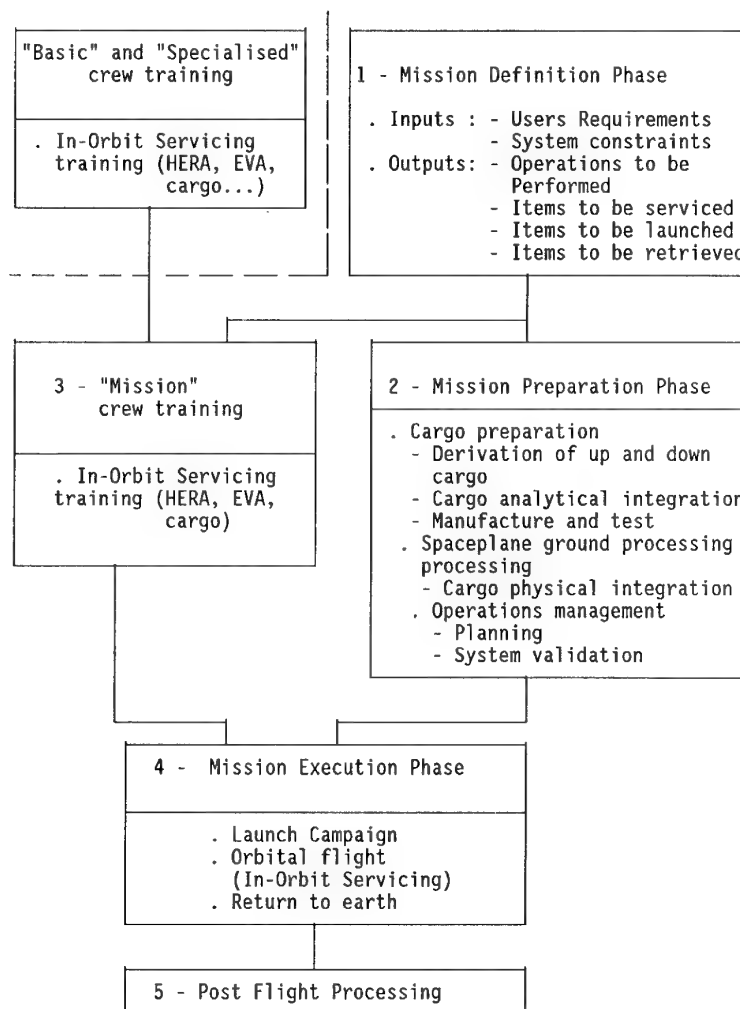 "Basic" and "Specialised"
crew training
. In-Orbit Servicing
training (HERA, EVA,
cargo...)
1 - Mission Definition Phase
. Inputs : - Users Requirements
- System constraints
. Outputs: - Operations to be
Performed
- Items to be serviced
- Items to be launched
- Items to be retrieved
3 - "Mission"
crew training
. In-Orbit Servicing
training (HERA, EVA,
cargo)
2 - Mission Preparation Phase
. Cargo preparation
- Derivation of up and down
cargo
- Cargo analytical integration
- Manufacture and test
. Spaceplane ground processing
processing
- Cargo physical integration
. Operations management
- Planning
- System validation
4 - Mission Execution Phase
. Launch Campaign
. Orbital flight
(In-Orbit Servicing)
. Return to earth
5 - Post Flight Processing